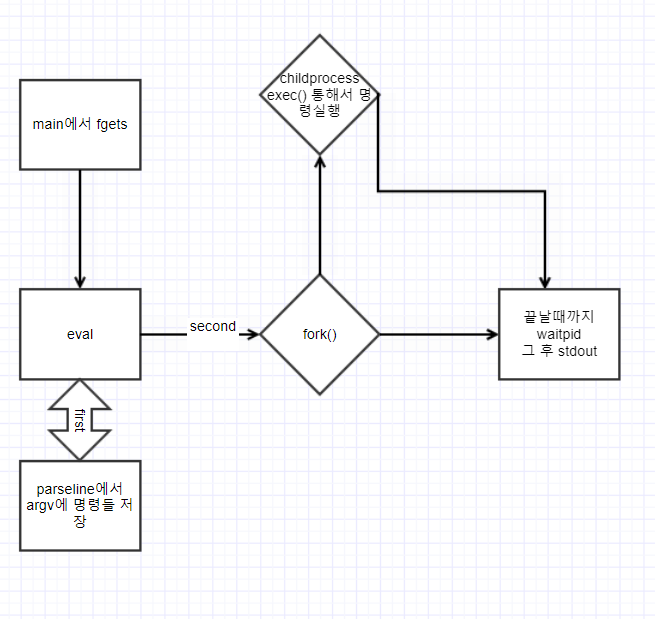 childprocess
exec() 통해서 명
령실행
main에서 fgets
eval
second
fork()
끝날때까지
waitpid
그 후 stdout
first
parseline에서
argv에 명령들 저
장